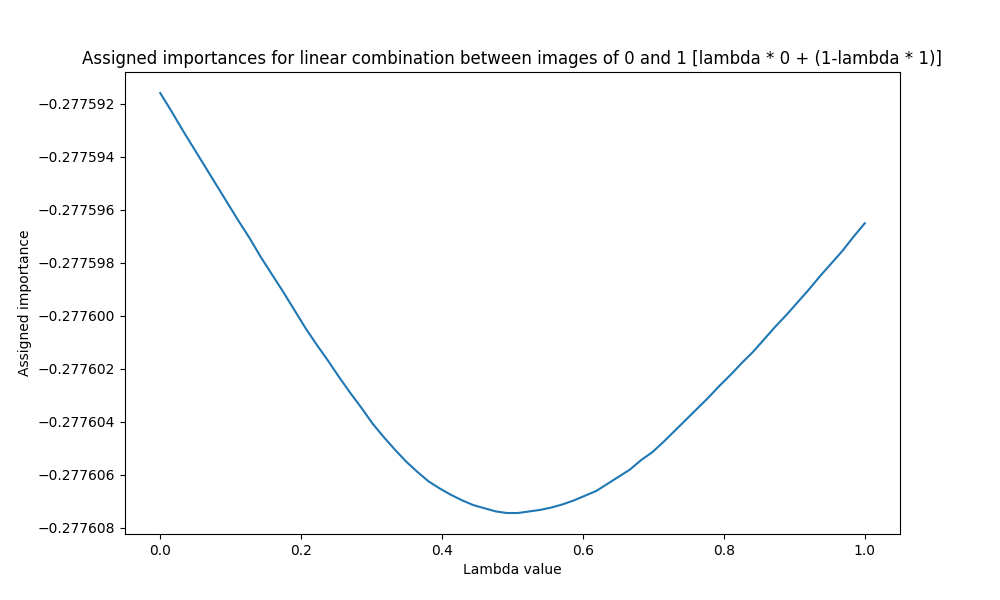 Assigned importances for linear combination between images of 0 and 1 [lambda * 0 + (1-lambda * 1)]
Assigned importance
−0.277592
−0.277594
−0.277596
−0.277598
−0.277600
−0.277602
−0.277604
−0.277606
−0.277608
0.0 0.2 0.4 0.6 0.8 1.0
Lambda value